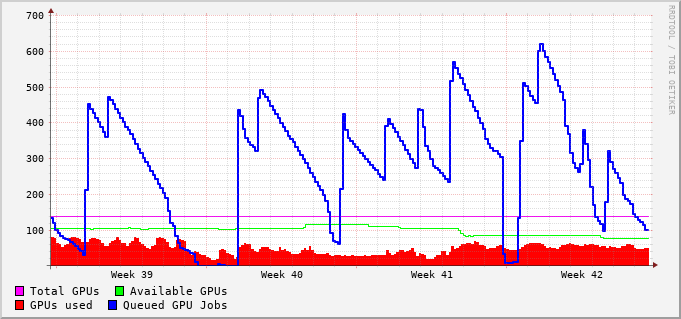 700
600
500
400
300
200
100
Week 39 Week 40 Week 41 Week 42
Total GPUs Available GPUs
GPUs used Queued GPU Jobs
RRDTOOL / TOBI OETIKER